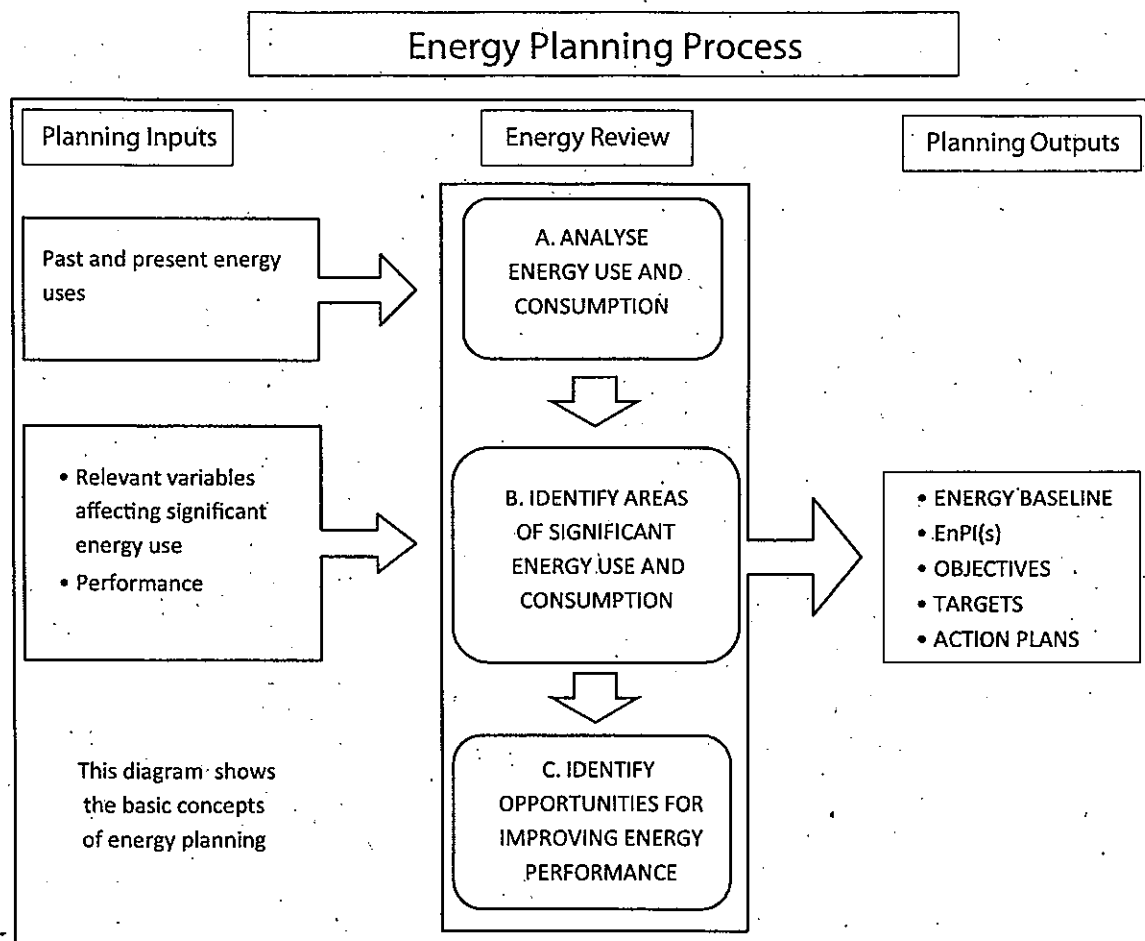 Energy Planning Process
Planning Inputs
Energy Review
Planning Outputs
Past and present energy
uses
• Relevant variables
affecting significant
energy use
• Performance
This diagram shows
the basic concepts
of energy planning
A. ANALYSE
ENERGY USE AND
CONSUMPTION
B. IDENTIFY AREAS
OF SIGNIFICANT
ENERGY USE AND
CONSUMPTION
C. IDENTIFY
OPPORTUNITIES FOR
IMPROVING ENERGY
PERFORMANCE
• ENERGY BASELINE
• EnPI(s)
• OBJECTIVES
• TARGETS
• ACTION PLANS